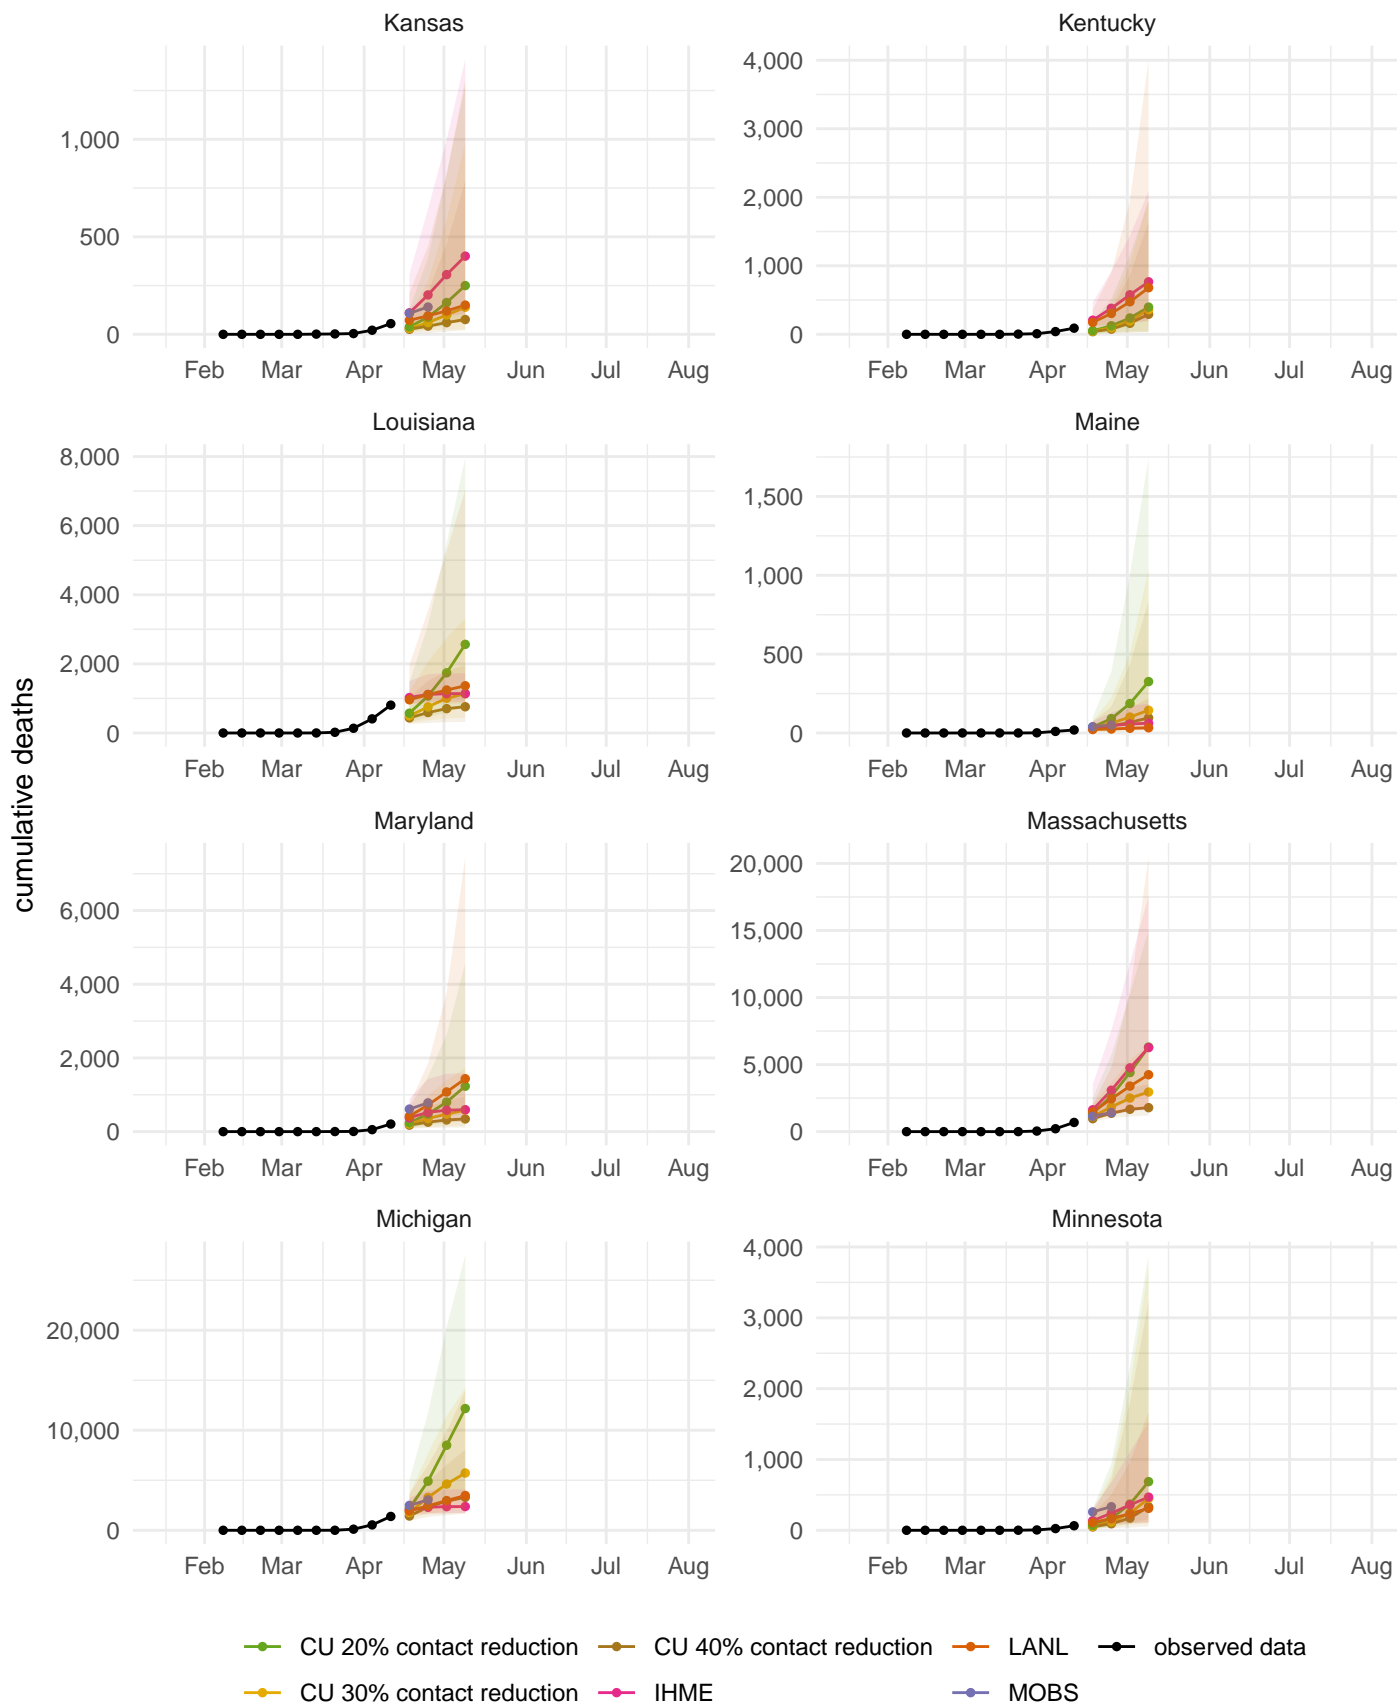 Kansas
Kentucky
1,000
500
0
Feb Mar Apr May Jun Jul Aug
4,000
3,000
2,000
1,000
0
Feb Mar Apr May Jun Jul Aug
Louisiana
Maine
8,000
6,000
4,000
2,000
0
Feb Mar Apr May Jun Jul Aug
1,500
1,000
500
0
Feb Mar Apr May Jun Jul Aug
cumulative deaths
Maryland
Massachusetts
6,000
4,000
2,000
0
Feb Mar Apr May Jun Jul Aug
20,000
15,000
10,000
5,000
0
Feb Mar Apr May Jun Jul Aug
Michigan
Minnesota
20,000
10,000
0
Feb Mar Apr May Jun Jul Aug
4,000
3,000
2,000
1,000
0
Feb Mar Apr May Jun Jul Aug
CU 20% contact reduction CU 40% contact reduction LANL observed data
CU 30% contact reduction IHME MOBS